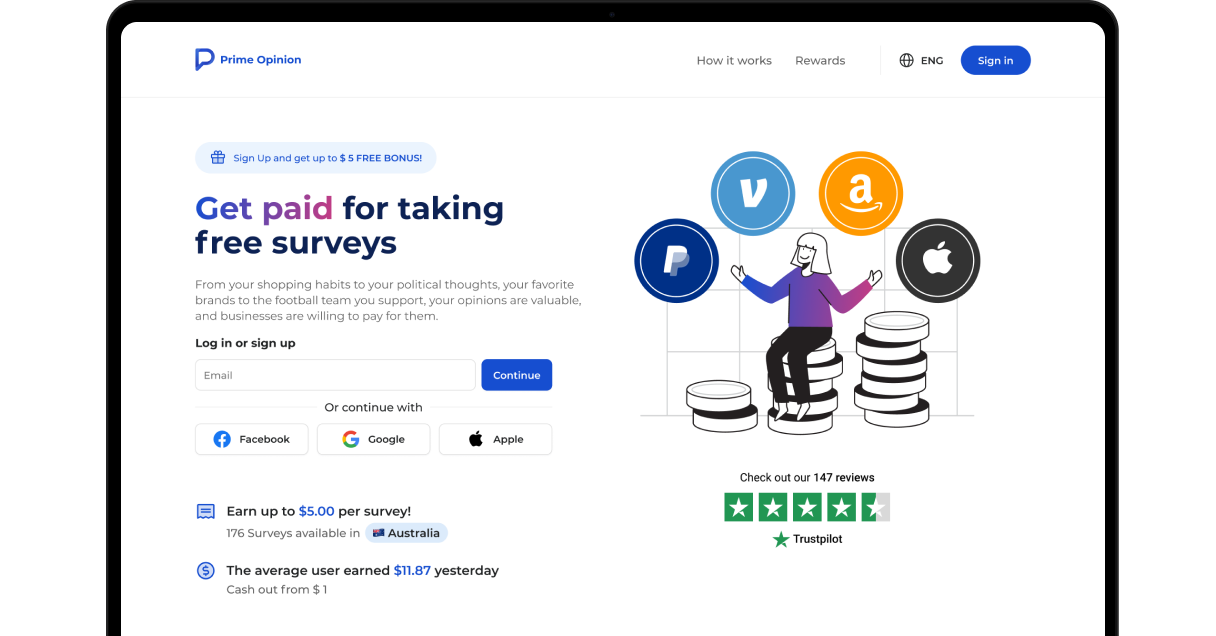 Prime Opinion
How it works
Rewards
ENG
Sign in
Sign Up and get up to $ 5 FREE BONUS!
Get paid for taking
free surveys
From your shopping habits to your political thoughts, your favorite
brands to the football team you support, your opinions are valuable,
and businesses are willing to pay for them.
Log in or sign up
Email
Continue
Or continue with
Facebook
Google
Apple
Earn up to $5.00 per survey!
176 Surveys available in Australia
The average user earned $11.87 yesterday
Cash out from $ 1
Check out our 147 reviews
Trustpilot